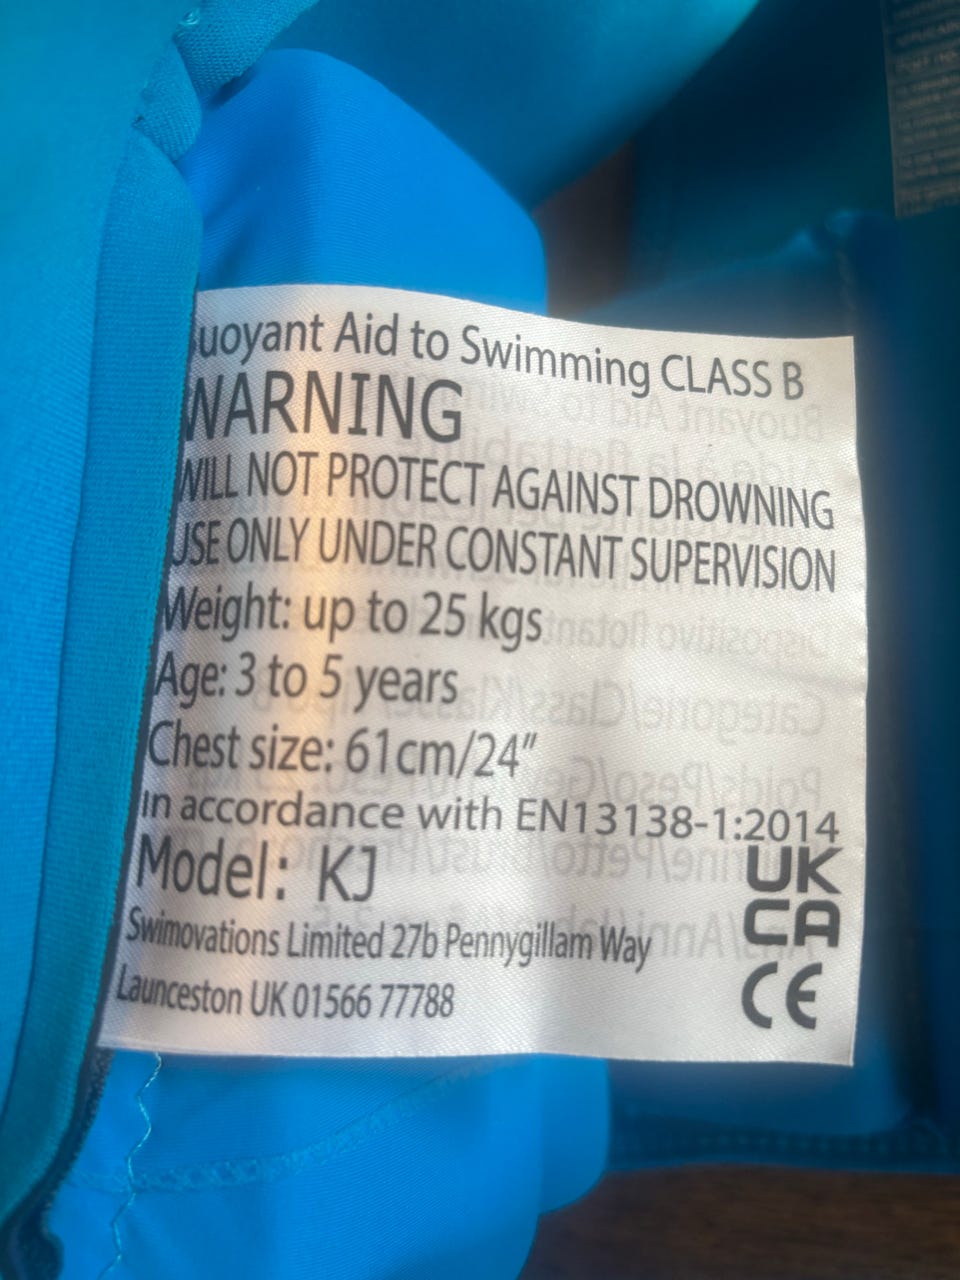 Buoyant Aid to Swimming CLASS B
WARNING
WILL NOT PROTECT AGAINST DROWNING
USE ONLY UNDER CONSTANT SUPERVISION
Weight: up to 25 kgs
Age: 3 to 5 years
Chest size: 61cm/24"
In accordance with EN13138-1:2014
Model: KJ
UK
CA
Swimovations Limited 27b Pennygillam Way
Launceston UK 01566 77788
CE